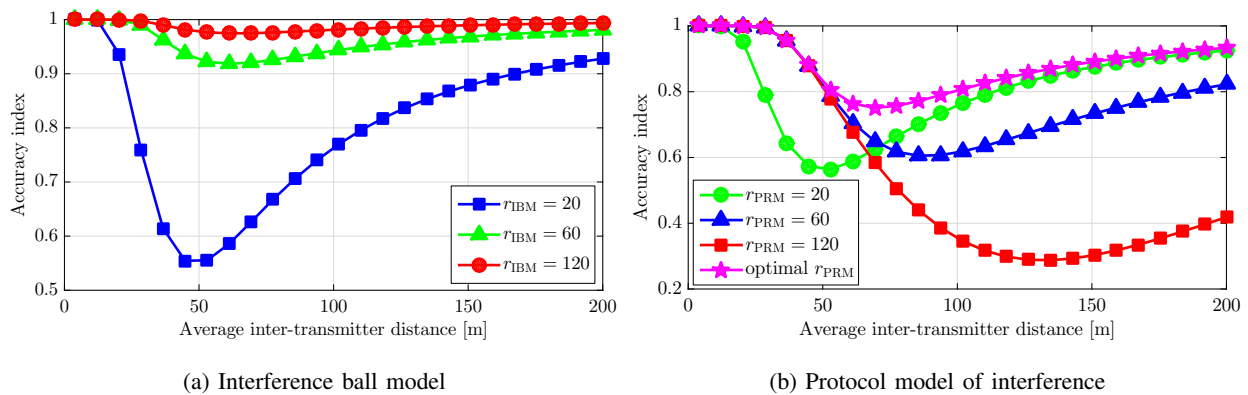 1
0.9
0.8
0.7
0.6
0.5
Accuracy index
r_IBM = 20
r_IBM = 60
r_IBM = 120
0 50 100 150 200
Average inter-transmitter distance [m]
(a) Interference ball model
1
0.8
0.6
0.4
0.2
Accuracy index
r_PRM = 20
r_PRM = 60
r_PRM = 120
optimal r_PRM
0 50 100 150 200
Average inter-transmitter distance [m]
(b) Protocol model of interference